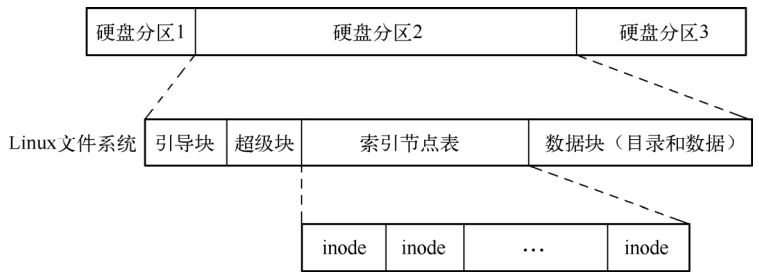 硬盘分区1 硬盘分区2 硬盘分区3
Linux文件系统 引导块 超级块 索引节点表 数据块（目录和数据）
inode inode … inode